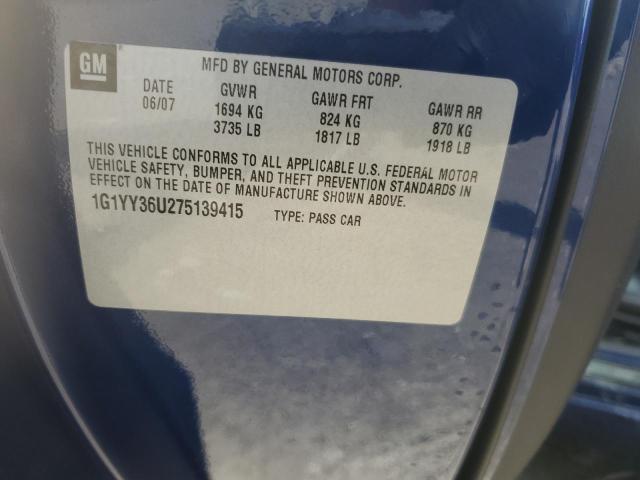 GM
MFD BY GENERAL MOTORS CORP.
DATE GVWR GAWR FRT GAWR RR
06/07 1694 KG 824 KG 870 KG
3735 LB 1817 LB 1918 LB
THIS VEHICLE CONFORMS TO ALL APPLICABLE U.S. FEDERAL MOTOR
VEHICLE SAFETY, BUMPER, AND THEFT PREVENTION STANDARDS IN
EFFECT ON THE DATE OF MANUFACTURE SHOWN ABOVE.
1G1YY36U275139415 TYPE: PASS CAR